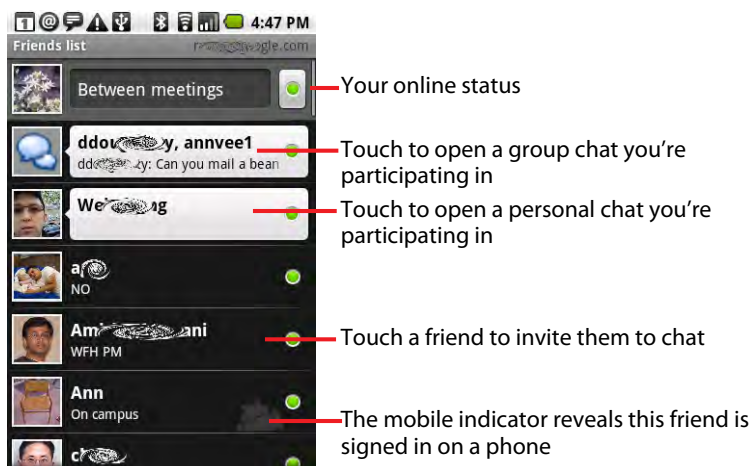 1 @ 4:47 PM
Friends list gle.com
Between meetings
Your online status
y, annvee1
Can you mail a bean
Touch to open a group chat you're
participating in
Touch to open a personal chat you're
participating in
NO
WFH PM
Touch a friend to invite them to chat
Ann
On campus
The mobile indicator reveals this friend is
signed in on a phone